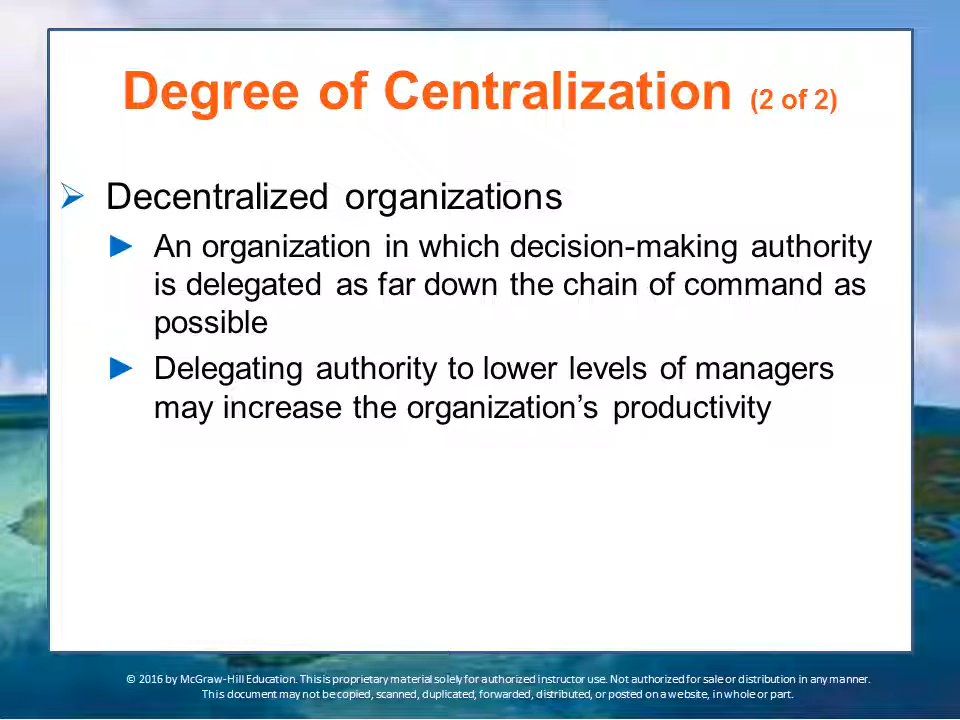 Degree of Centralization (2 of 2)
➢ Decentralized organizations
► An organization in which decision-making authority
is delegated as far down the chain of command as
possible
► Delegating authority to lower levels of managers
may increase the organization’s productivity
© 2016 by McGraw-Hill Education. This is proprietary material solely for authorized instructor use. Not authorized for sale or distribution in any manner.
This document may not be copied, scanned, duplicated, forwarded, distributed, or posted on a website, in whole or part.